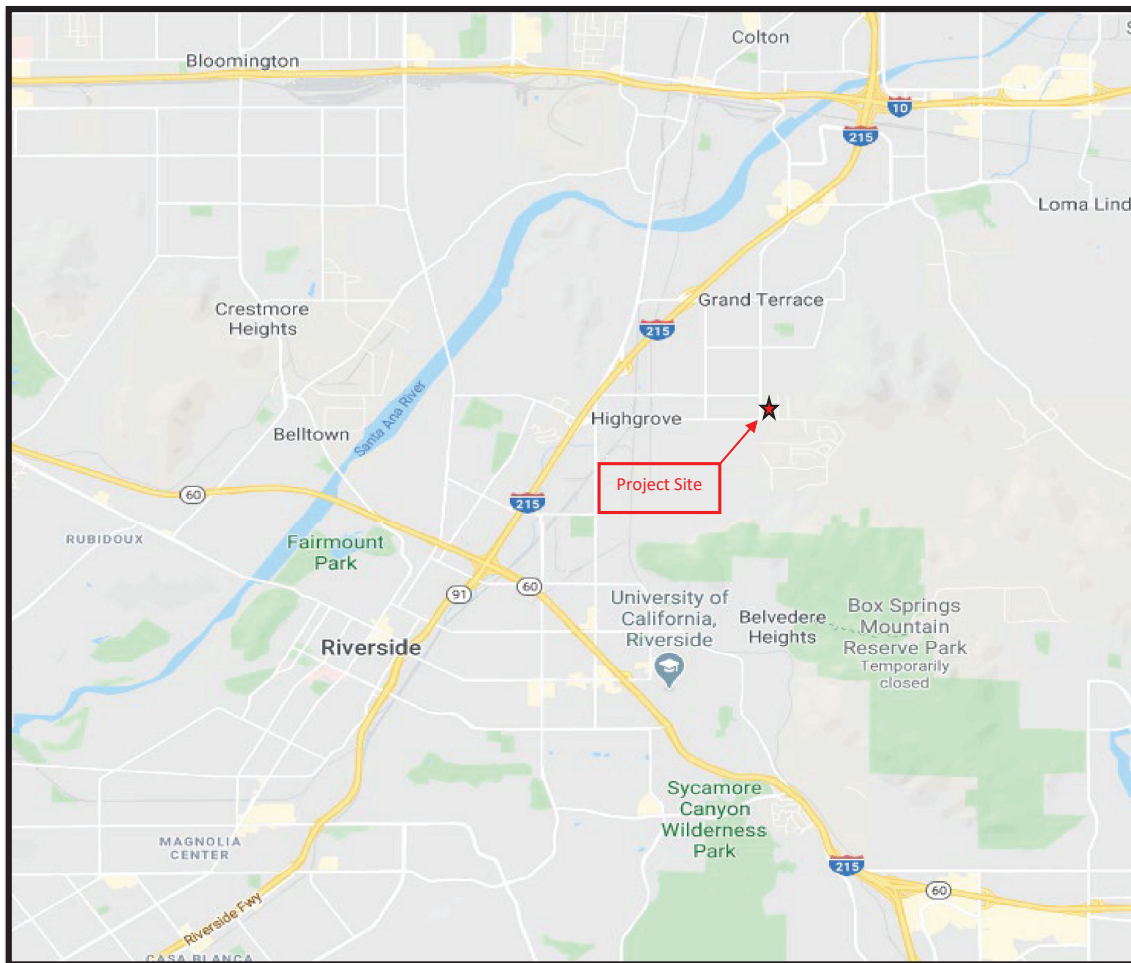 Colton
Bloomington
10
215
Loma Lind
Grand Terrace
215
Crestmore
Heights
Santa Ana River
Highgrove
Belltown
Project Site
60
215
RUBIDOUX
Fairmount
Park
91
60
University of
California,
Riverside
Belvedere
Heights
Box Springs
Mountain
Reserve Park
Temporarily
closed
Riverside
Sycamore
Canyon
Wilderness
Park
MAGNOLIA
CENTER
215
60
Riverside Fwy
CASA BLANCA